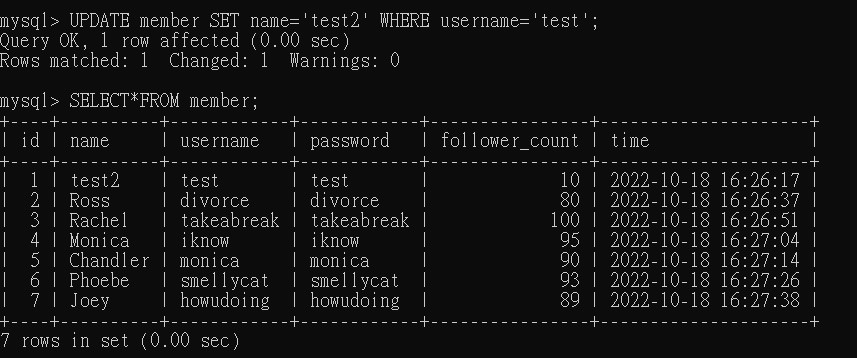 mysql> UPDATE member SET name='test2' WHERE username='test';
Query OK, 1 row affected (0.00 sec)
Rows matched: 1  Changed: 1  Warnings: 0
mysql> SELECT*FROM member;
+----+----------+-------------+-------------+----------------+---------------------+
| id | name     | username    | password    | follower_count | time                |
+----+----------+-------------+-------------+----------------+---------------------+
|  1 | test2    | test        | test        |             10 | 2022-10-18 16:26:17 |
|  2 | Ross     | divorce     | divorce     |             80 | 2022-10-18 16:26:37 |
|  3 | Rachel   | takeabreak  | takeabreak  |            100 | 2022-10-18 16:26:51 |
|  4 | Monica   | iknow       | iknow       |             95 | 2022-10-18 16:27:04 |
|  5 | Chandler | monica      | monica      |             90 | 2022-10-18 16:27:14 |
|  6 | Phoebe   | smellycat   | smellycat   |             93 | 2022-10-18 16:27:26 |
|  7 | Joey     | howudoing   | howudoing   |             89 | 2022-10-18 16:27:38 |
+----+----------+-------------+-------------+----------------+---------------------+
7 rows in set (0.00 sec)